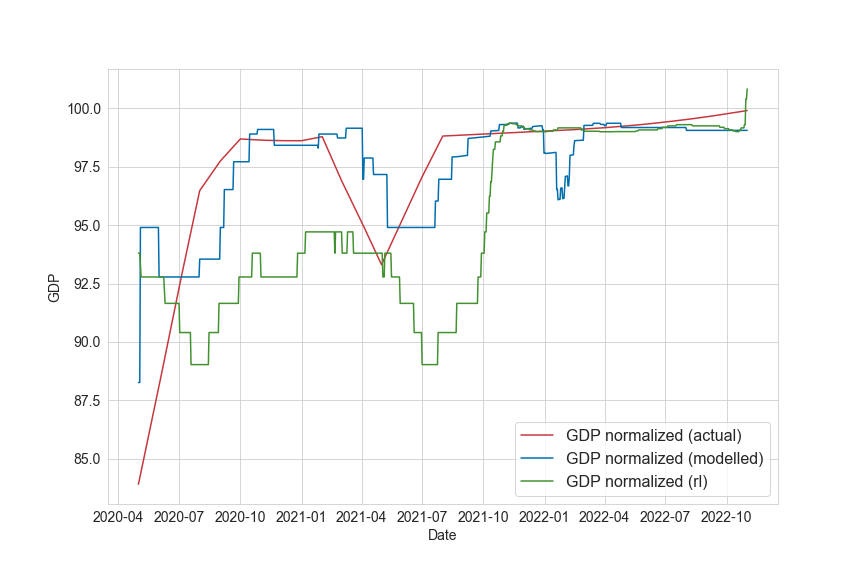 100.0
97.5
95.0
92.5
90.0
87.5
85.0
GDP
GDP normalized (actual)
GDP normalized (modelled)
GDP normalized (rl)
2020-04 2020-07 2020-10 2021-01 2021-04 2021-07 2021-10 2022-01 2022-04 2022-07 2022-10
Date